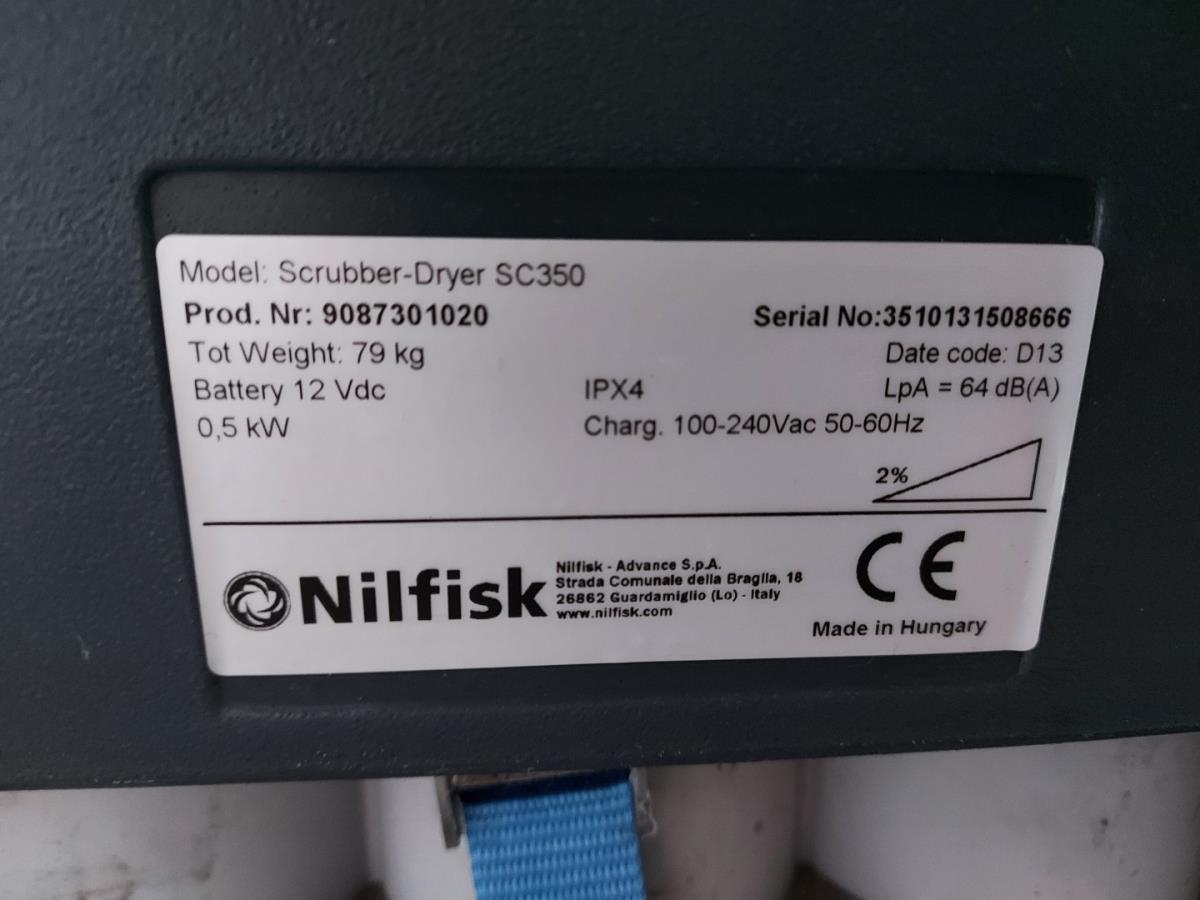 Model: Scrubber-Dryer SC350
Prod. Nr: 9087301020 Serial No:3510131508666
Tot Weight: 79 kg Date code: D13
Battery 12 Vdc IPX4 LpA = 64 dB(A)
0,5 kW Charg. 100-240Vac 50-60Hz
2%
Nilfisk
Nilfisk - Advance S.p.A.
Strada Comunale della Braglia, 18
26862 Guardamiglio (Lo) - Italy
www.nilfisk.com
CE
Made in Hungary